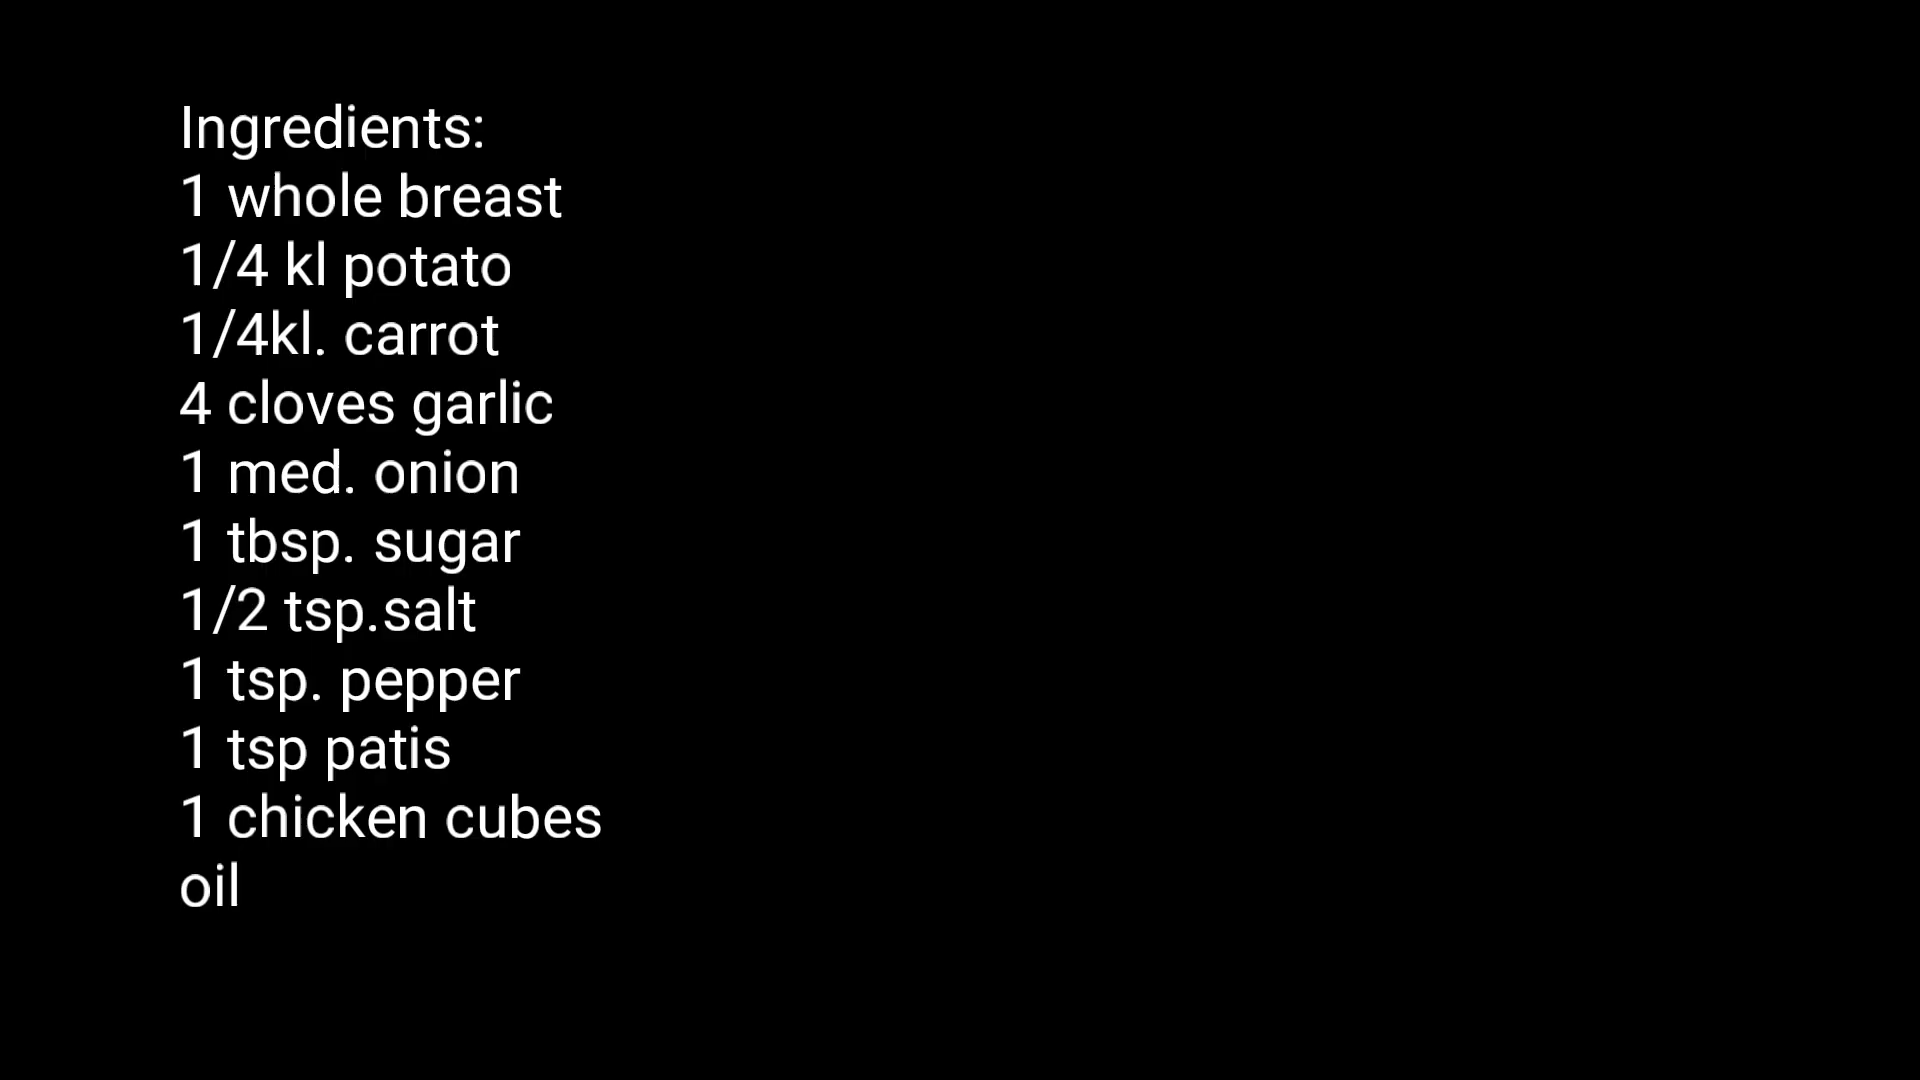 Ingredients:
1 whole breast
1/4 kl potato
1/4kl. carrot
4 cloves garlic
1 med. onion
1 tbsp. sugar
1/2 tsp.salt
1 tsp. pepper
1 tsp patis
1 chicken cubes
oil